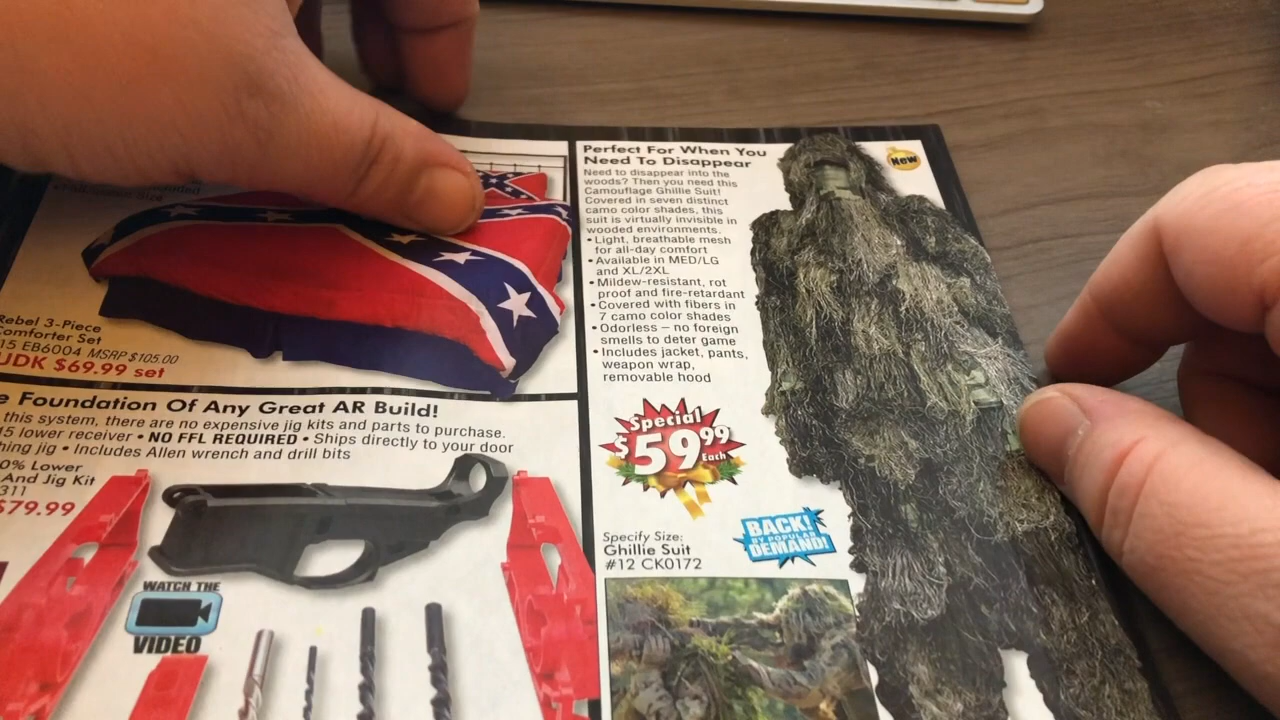 Rebel 3-Piece
Comforter Set
15 EB6004 MSRP $105.00
UDK $69.99 set
e Foundation Of Any Great AR Build!
this system, there are no expensive jig kits and parts to purchase.
15 lower receiver • NO FFL REQUIRED • Ships directly to your door
hing jig • Includes Allen wrench and drill bits
0% Lower
And Jig Kit
311
$79.99
WATCH THE
VIDEO
Perfect For When You
Need To Disappear
Need to disappear into the
woods? Then you need this
Camouflage Ghillie Suit!
Covered in seven distinct
camo color shades, this
suit is virtually invisible in
wooded environments.
• Light, breathable mesh
for all-day comfort
• Available in MED/LG
and XL/2XL
• Mildew-resistant, rot
proof and fire-retardant
• Covered with fibers in
7 camo color shades
• Odorless – no foreign
smells to deter game
• Includes jacket, pants,
weapon wrap,
removable hood
New
Special
$59.99
Each
BACK!
BY POPULAR
DEMAND!
Specify Size:
Ghillie Suit
#12 CK0172